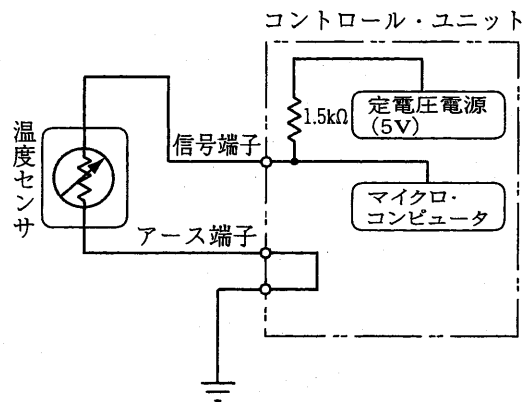 コントロール・ユニット
定電圧電源
(5V)
1.5kΩ
温度センサ
信号端子
マイクロ・
コンピュータ
アース端子